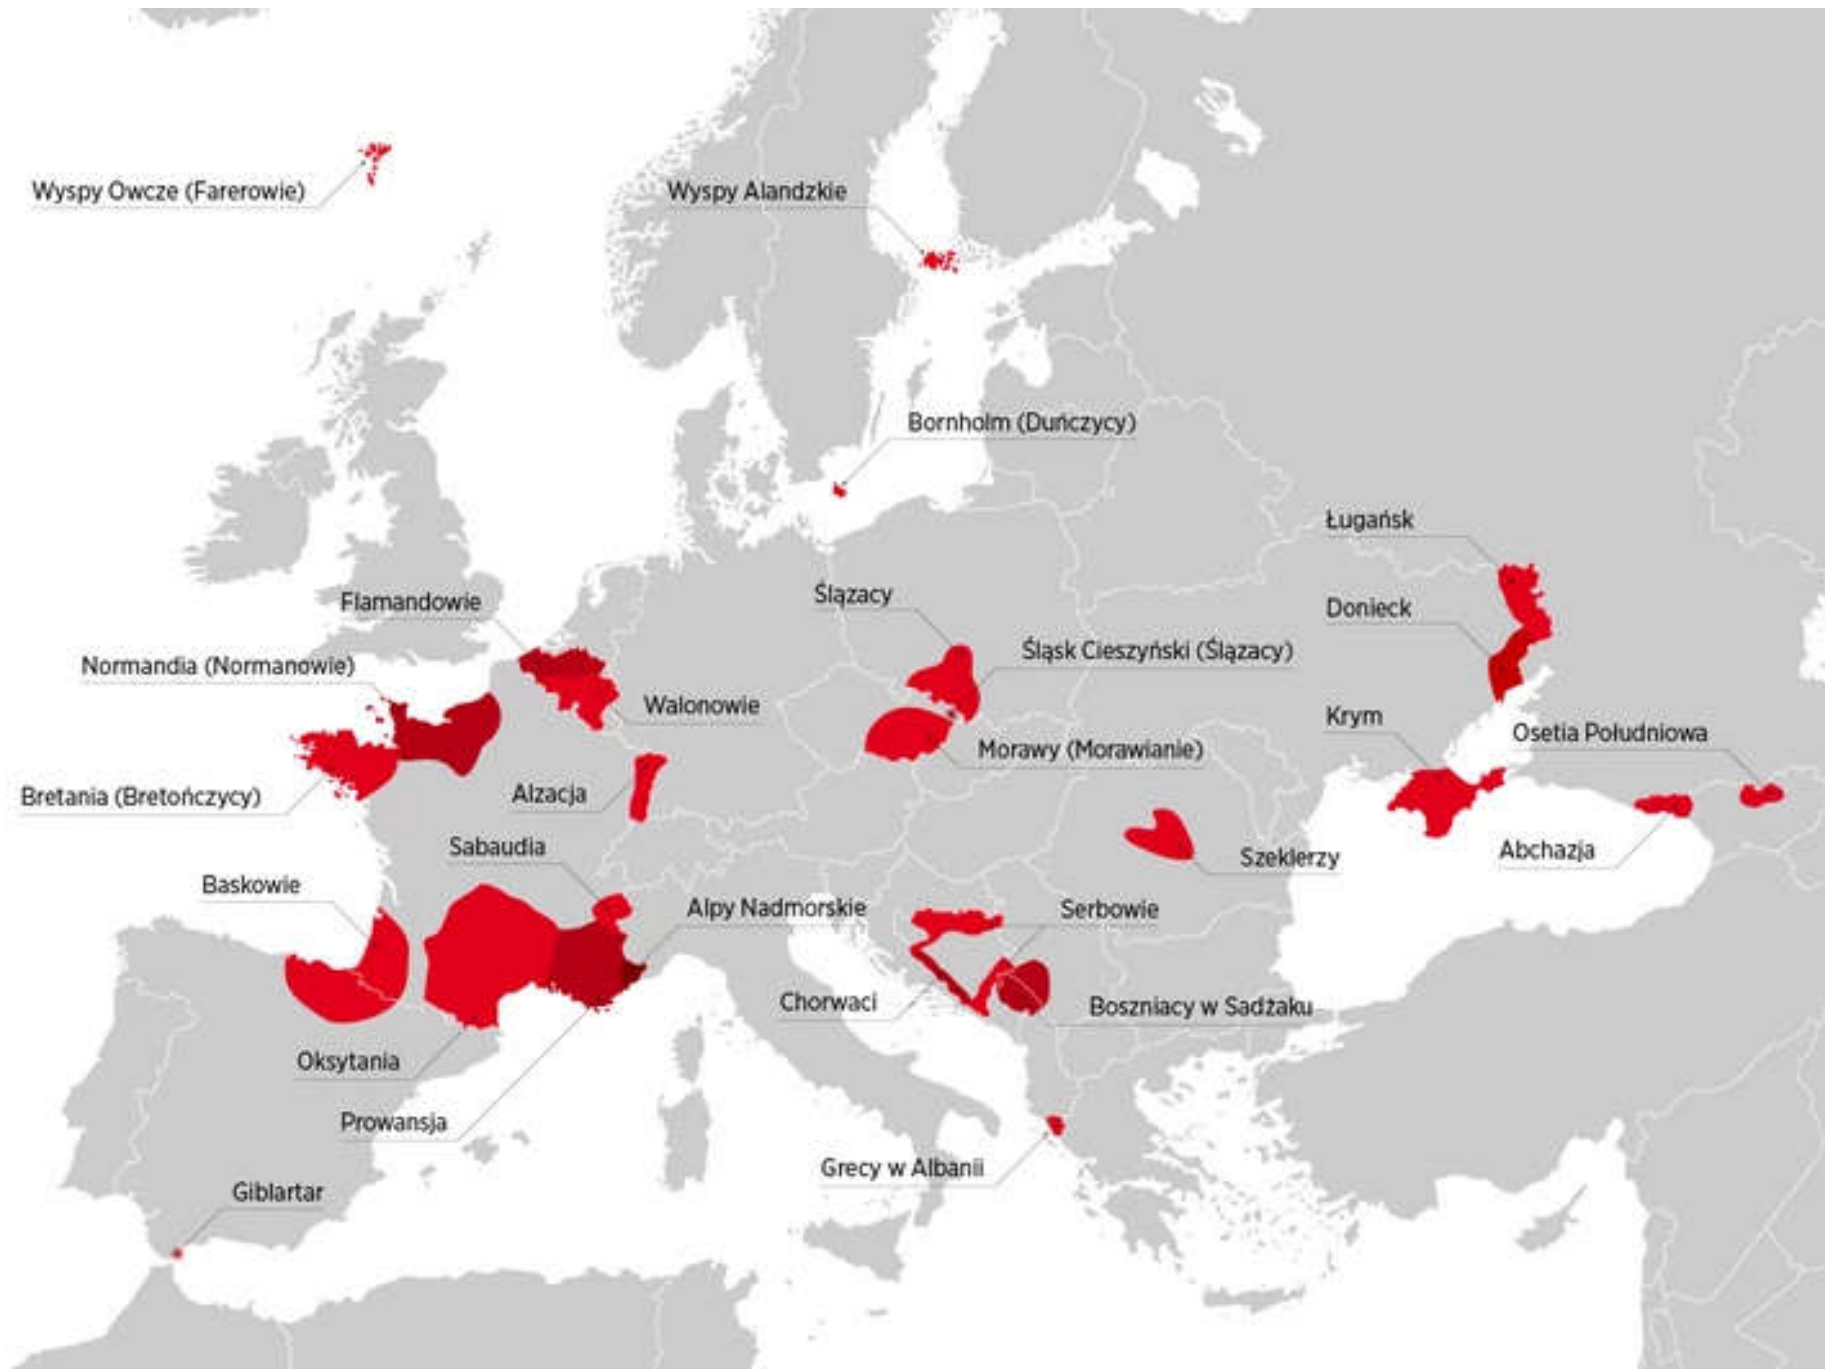 Wyspy Owcze (Farerowie)
Wyspy Alandzkie
Bornholm (Duńczycy)
Ługańsk
Flamandowie
Ślązacy
Donieck
Normandia (Normanowie)
Śląsk Cieszyński (Ślązacy)
Walonowie
Krym
Osetia Południowa
Morawy (Morawianie)
Bretania (Bretończycy)
Alzacja
Sabaudia
Szeklerzy
Abchazja
Baskowie
Alpy Nadmorskie
Serbowie
Chorwaci
Boszniacy w Sadżaku
Oksytania
Prowansja
Grecy w Albanii
Giblartar